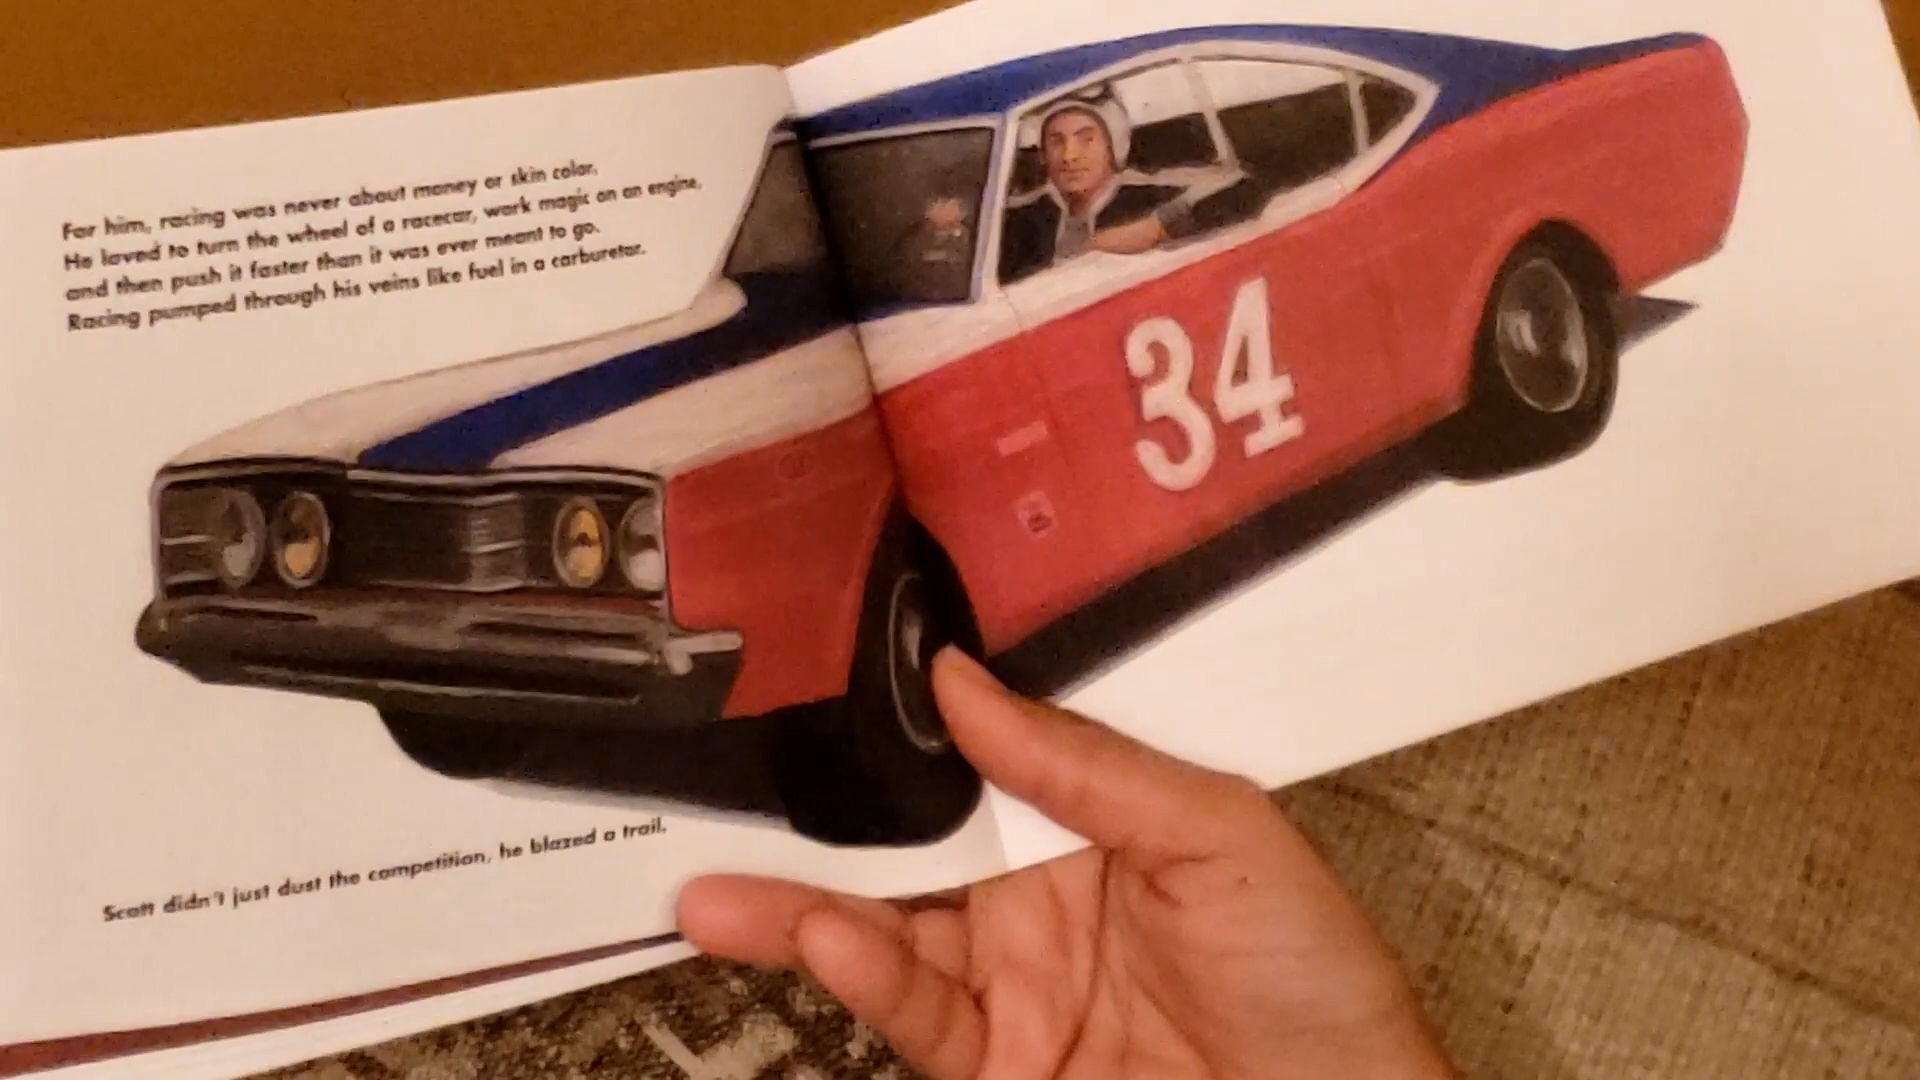 For him, racing was never about money or skin color.
He loved to turn the wheel of a racecar, work magic on an engine,
and then push it faster than it was ever meant to go.
Racing pumped through his veins like fuel in a carburetor.
34
Scott didn't just dust the competition, he blazed a trail.